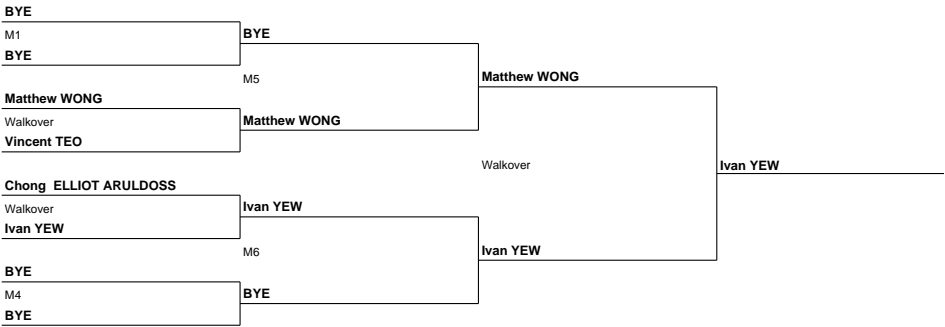 BYE
M1
BYE
BYE
M5
Matthew WONG
Matthew WONG
Walkover
Matthew WONG
Vincent TEO
Walkover
Ivan YEW
Chong  ELLIOT ARULDOSS
Walkover
Ivan YEW
Ivan YEW
M6
Ivan YEW
BYE
M4
BYE
BYE